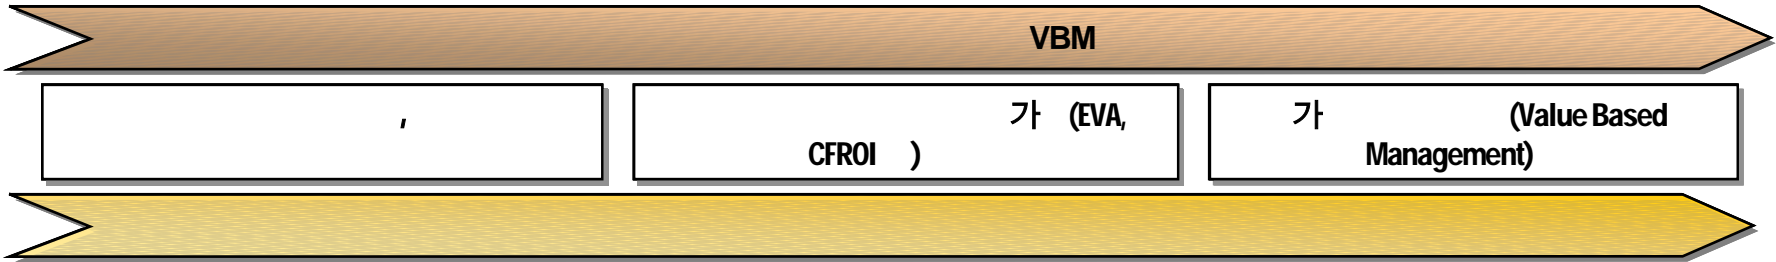 VBM
,
가 (EVA,
CFROI )
가 (Value Based
Management)